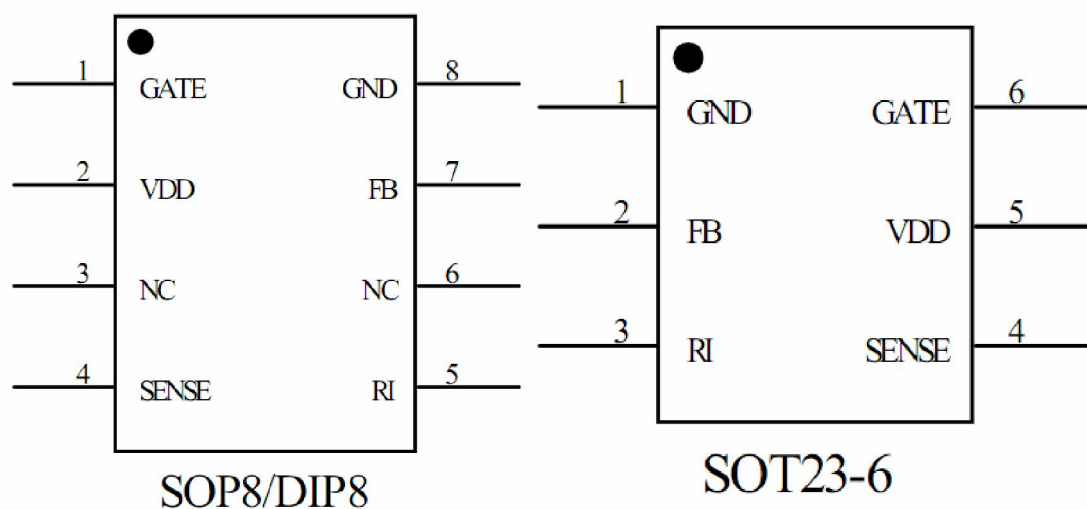 1 GATE GND 8
2 VDD FB 7
3 NC NC 6
4 SENSE RI 5
SOP8/DIP8
1 GND GATE 6
2 FB VDD 5
3 RI SENSE 4
SOT23-6